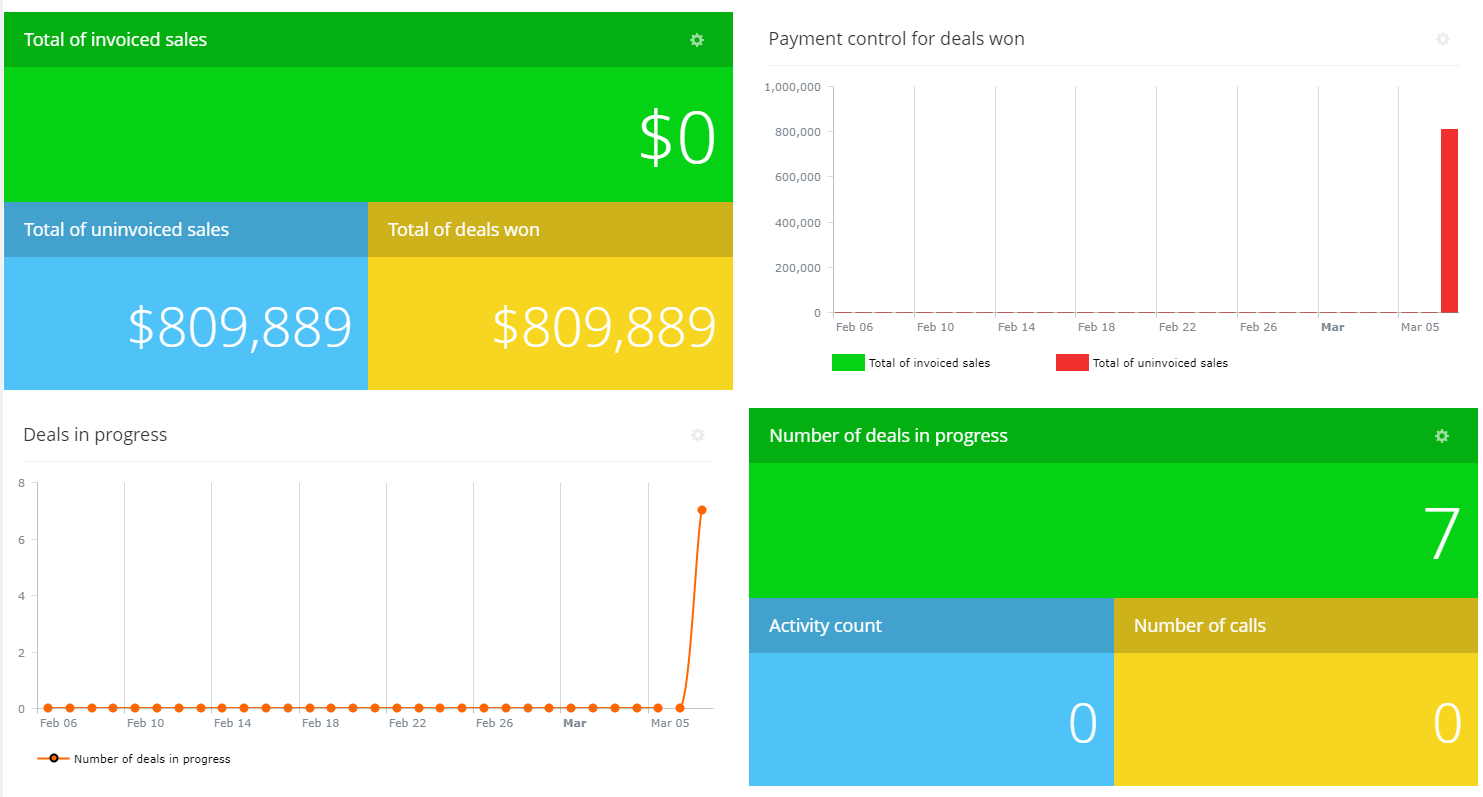 Total of invoiced sales
$0
Total of uninvoiced sales
$809,889
Total of deals won
$809,889
Payment control for deals won
1,000,000
800,000
600,000
400,000
200,000
0
Feb 06 Feb 10 Feb 14 Feb 18 Feb 22 Feb 26 Mar Mar 05
Total of invoiced sales Total of uninvoiced sales
Deals in progress
8
6
4
2
0
Feb 06 Feb 10 Feb 14 Feb 18 Feb 22 Feb 26 Mar Mar 05
Number of deals in progress
Number of deals in progress
7
Activity count
0
Number of calls
0